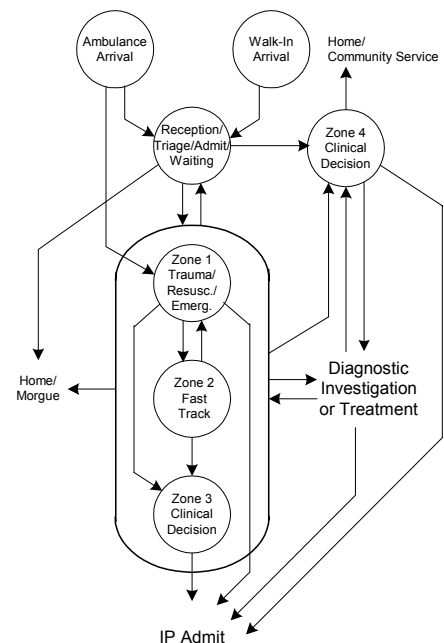 Ambulance
Arrival
Walk-In
Arrival
Home/
Community Service
Reception/
Triage/Admit/
Waiting
Zone 4
Clinical
Decision
Zone 1
Trauma/
Resusc./
Emerg.
Home/
Morgue
Zone 2
Fast
Track
Diagnostic
Investigation
or Treatment
Zone 3
Clinical
Decision
IP Admit